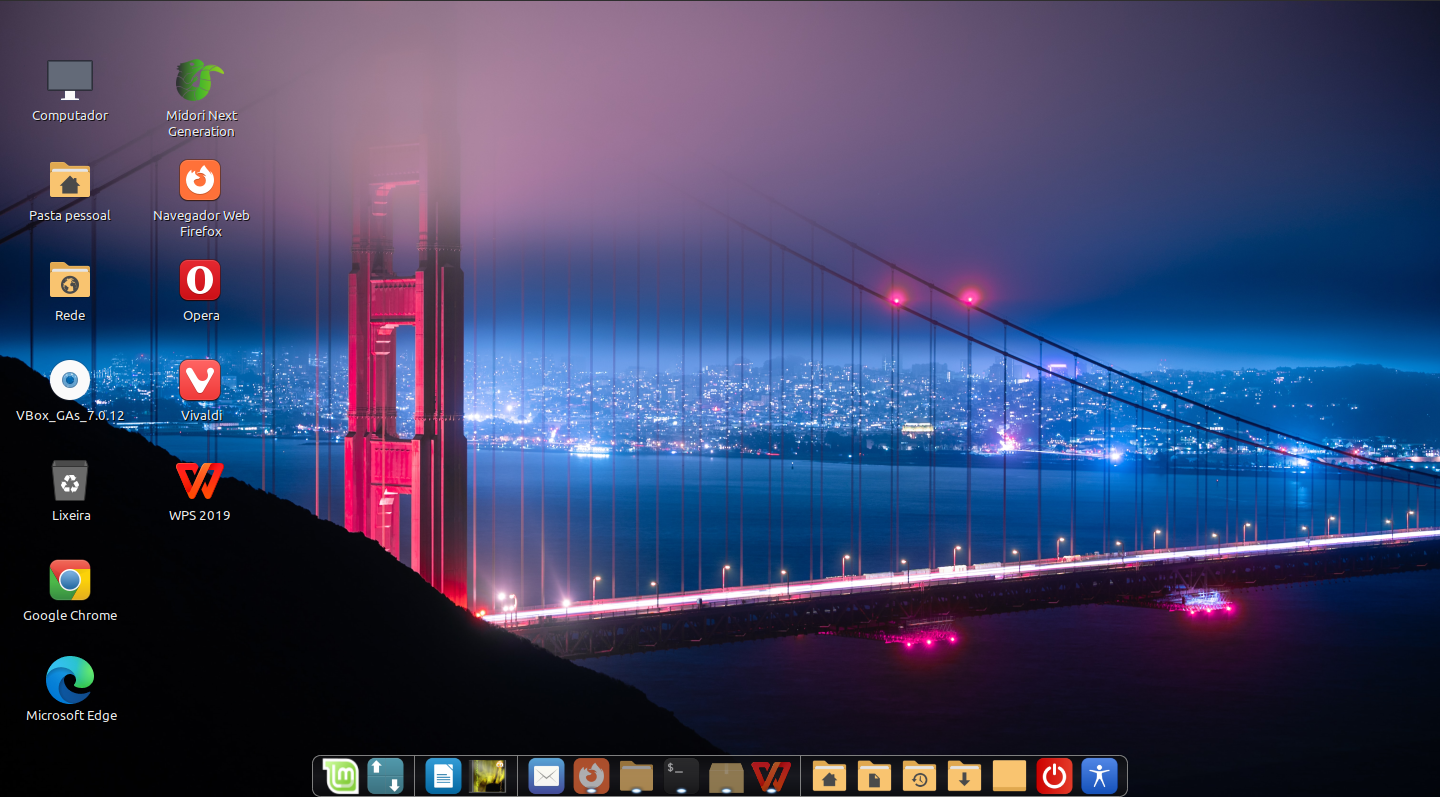 Computador
Midori Next
Generation
Pasta pessoal
Navegador Web
Firefox
Rede
Opera
VBox_GAs_7.0.12
Vivaldi
Lixeira
WPS 2019
Google Chrome
Microsoft Edge
$_